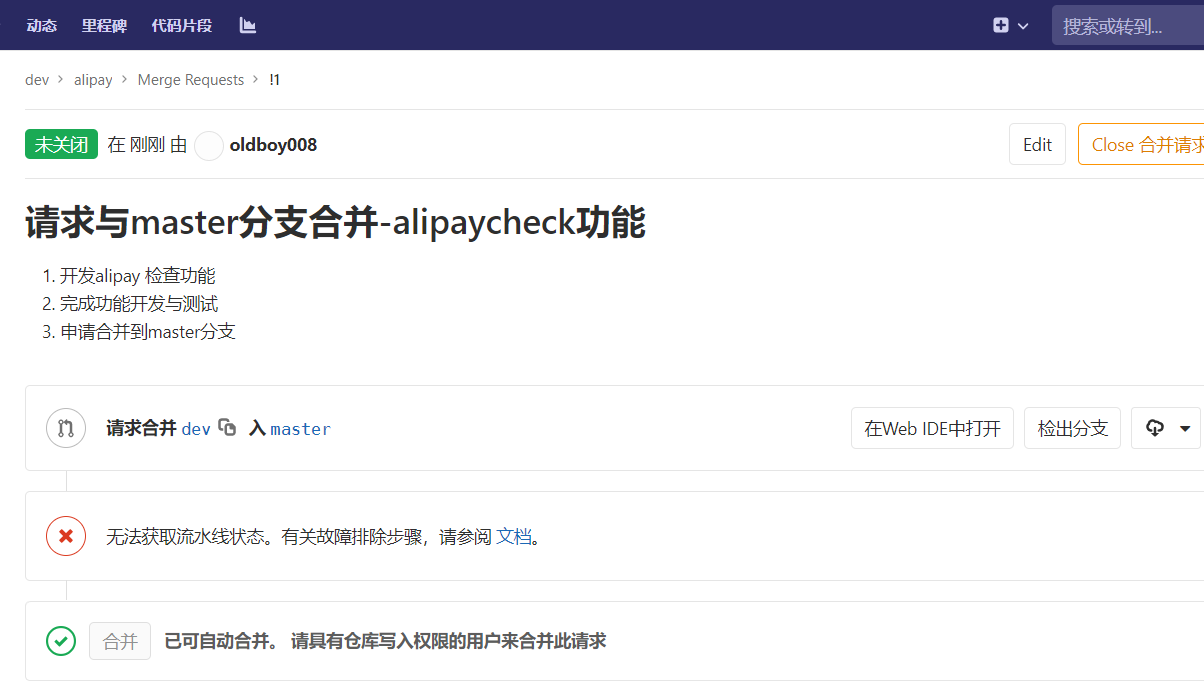 动态 里程碑 代码片段 搜索或转到...
dev > alipay > Merge Requests > !1
未关闭 在 刚刚 由 oldboy008 Edit Close 合并请求
请求与master分支合并-alipaycheck功能
1. 开发alipay 检查功能
2. 完成功能开发与测试
3. 申请合并到master分支
请求合并 dev 入 master 在Web IDE中打开 检出分支
无法获取流水线状态。有关故障排除步骤，请参阅 文档。
合并 已可自动合并。 请具有仓库写入权限的用户来合并此请求